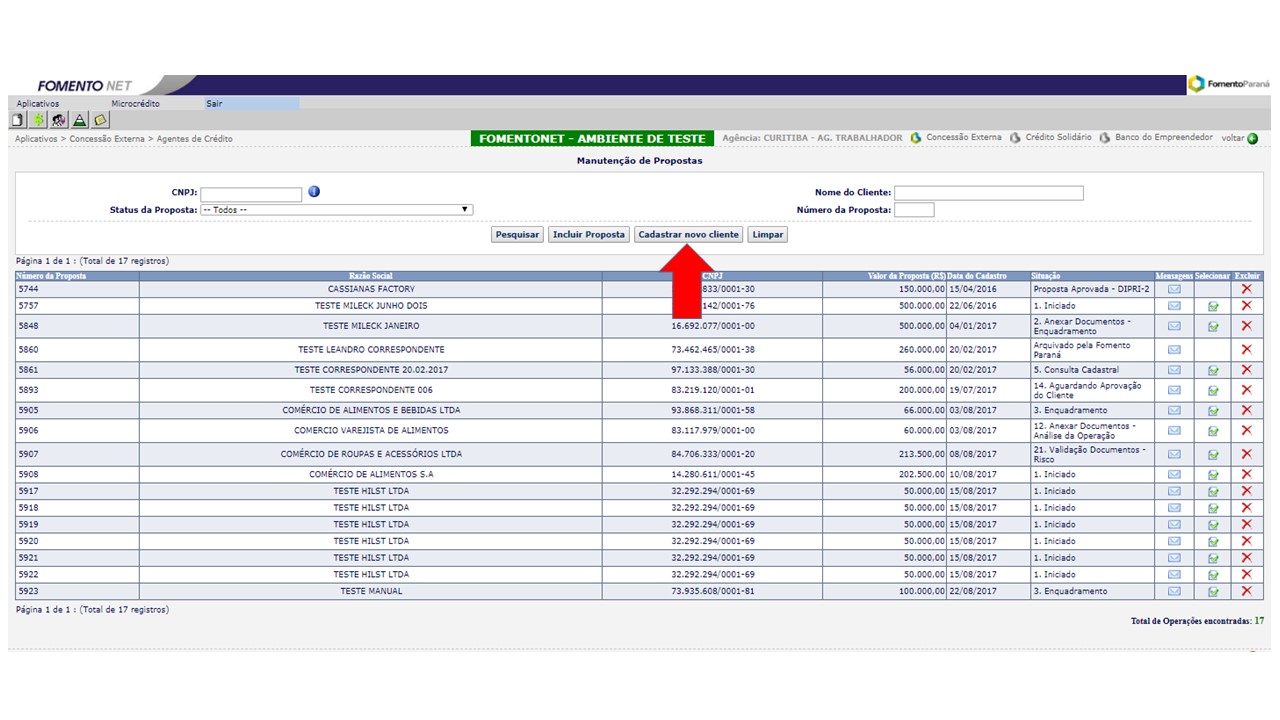 FOMENTO NET
FomentoParaná
Aplicativos Microcrédito Sair
Aplicativos > Concessão Externa > Agentes de Crédito FOMENTONET - AMBIENTE DE TESTE Agência: CURITIBA - AG. TRABALHADOR Concessão Externa Crédito Solidário Banco do Empreendedor voltar
Manutenção de Propostas
CNPJ: Nome do Cliente:
Status da Proposta: -- Todos -- Número da Proposta:
Pesquisar Incluir Proposta Cadastrar novo cliente Limpar
Página 1 de 1 : (Total de 17 registros)
Número da Proposta Razão Social CNPJ Valor da Proposta (R$) Data do Cadastro Situação Mensagens Selecionar Excluir
5744 CASSIANAS FACTORY 833/0001-30 150.000,00 15/04/2016 Proposta Aprovada - DIPRI-2
5757 TESTE MILECK JUNHO DOIS 142/0001-76 500.000,00 22/06/2016 1. Iniciado
5848 TESTE MILECK JANEIRO 16.692.077/0001-00 500.000,00 04/01/2017 2. Anexar Documentos -
Enquadramento
5860 TESTE LEANDRO CORRESPONDENTE 73.462.465/0001-38 260.000,00 20/02/2017 Arquivado pela Fomento
Paraná
5861 TESTE CORRESPONDENTE 20.02.2017 97.133.388/0001-30 56.000,00 20/02/2017 5. Consulta Cadastral
5893 TESTE CORRESPONDENTE 006 83.219.120/0001-01 200.000,00 19/07/2017 14. Aguardando Aprovação
do Cliente
5905 COMÉRCIO DE ALIMENTOS E BEBIDAS LTDA 93.868.311/0001-58 66.000,00 03/08/2017 3. Enquadramento
5906 COMERCIO VAREJISTA DE ALIMENTOS 83.117.979/0001-00 60.000,00 03/08/2017 12. Anexar Documentos -
Análise da Operação
5907 COMÉRCIO DE ROUPAS E ACESSÓRIOS LTDA 84.706.333/0001-20 213.500,00 08/08/2017 21. Validação Documentos -
Risco
5908 COMÉRCIO DE ALIMENTOS S.A 14.280.611/0001-45 202.500,00 10/08/2017 1. Iniciado
5917 TESTE HILST LTDA 32.292.294/0001-69 50.000,00 15/08/2017 1. Iniciado
5918 TESTE HILST LTDA 32.292.294/0001-69 50.000,00 15/08/2017 1. Iniciado
5919 TESTE HILST LTDA 32.292.294/0001-69 50.000,00 15/08/2017 1. Iniciado
5920 TESTE HILST LTDA 32.292.294/0001-69 50.000,00 15/08/2017 1. Iniciado
5921 TESTE HILST LTDA 32.292.294/0001-69 50.000,00 15/08/2017 1. Iniciado
5922 TESTE HILST LTDA 32.292.294/0001-69 50.000,00 15/08/2017 1. Iniciado
5923 TESTE MANUAL 73.935.608/0001-81 100.000,00 22/08/2017 3. Enquadramento
Página 1 de 1 : (Total de 17 registros)
Total de Operações encontradas: 17